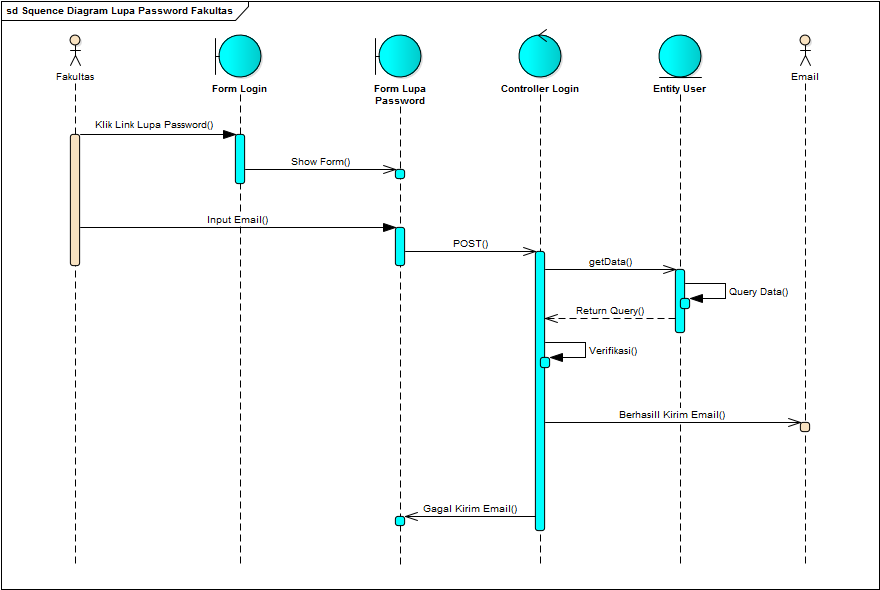 sd Squence Diagram Lupa Password Fakultas
Fakultas
Form Login
Form Lupa
Password
Controller Login
Entity User
Email
Klik Link Lupa Password()
Show Form()
Input Email()
POST()
getData()
Query Data()
Return Query()
Verifikasi()
Berhasill Kirim Email()
Gagal Kirim Email()